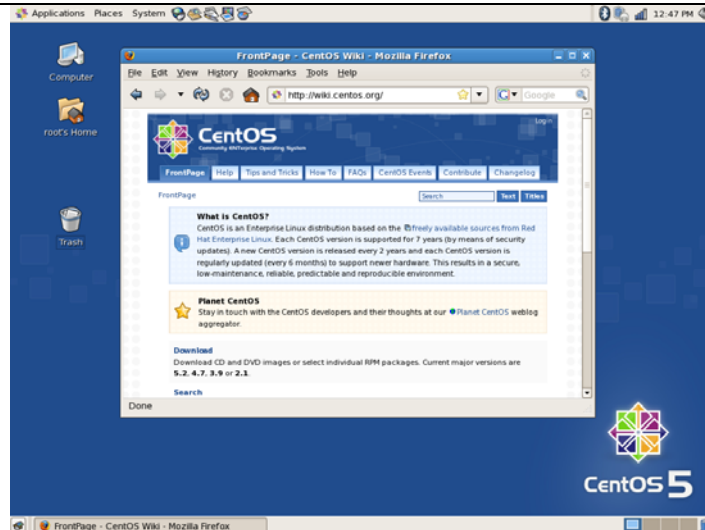 Applications Places System 12:47 PM
Computer
root's Home
Trash
FrontPage - CentOS Wiki - Mozilla Firefox
File Edit View History Bookmarks Tools Help
http://wiki.centos.org/ Google
Login
CentOS
Community ENTerprise Operating System
FrontPage Help Tips and Tricks How To FAQs CentOS Events Contribute Changelog
FrontPage Search Text Titles
What is CentOS?
CentOS is an Enterprise Linux distribution based on the freely available sources from Red
Hat Enterprise Linux. Each CentOS version is supported for 7 years (by means of security
updates). A new CentOS version is released every 2 years and each CentOS version is
regularly updated (every 6 months) to support newer hardware. This results in a secure,
low-maintenance, reliable, predictable and reproducible environment.
Planet CentOS
Stay in touch with the CentOS developers and their thoughts at our Planet CentOS weblog
aggregator.
Download
Download CD and DVD images or select individual RPM packages. Current major versions are
5.2, 4.7, 3.9 or 2.1.
Search
Done
CentOS 5
FrontPage - CentOS Wiki - Mozilla Firefox